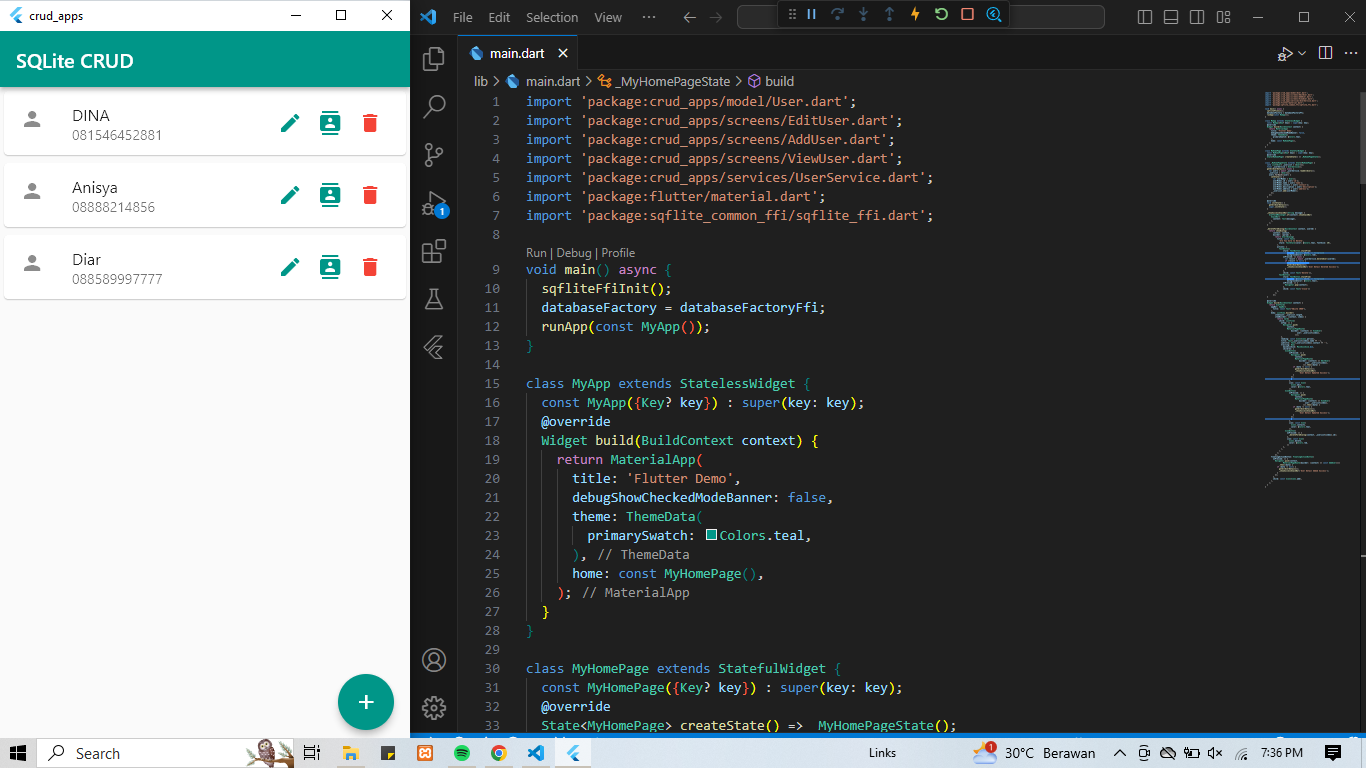 crud_apps
SQLite CRUD
DINA
081546452881
Anisya
08888214856
Diar
088589997777
+
File Edit Selection View ···
main.dart
lib > main.dart > _MyHomePageState > build
1 import 'package:crud_apps/model/User.dart';
2 import 'package:crud_apps/screens/EditUser.dart';
3 import 'package:crud_apps/screens/AddUser.dart';
4 import 'package:crud_apps/screens/ViewUser.dart';
5 import 'package:crud_apps/services/UserService.dart';
6 import 'package:flutter/material.dart';
7 import 'package:sqflite_common_ffi/sqflite_ffi.dart';
8
Run | Debug | Profile
9 void main() async {
10 sqfliteFfiInit();
11 databaseFactory = databaseFactoryFfi;
12 runApp(const MyApp());
13 }
14
15 class MyApp extends StatelessWidget {
16 const MyApp({Key? key}) : super(key: key);
17 @override
18 Widget build(BuildContext context) {
19 return MaterialApp(
20 title: 'Flutter Demo',
21 debugShowCheckedModeBanner: false,
22 theme: ThemeData(
23 primarySwatch: Colors.teal,
24 ), // ThemeData
25 home: const MyHomePage(),
26 ); // MaterialApp
27 }
28 }
29
30 class MyHomePage extends StatefulWidget {
31 const MyHomePage({Key? key}) : super(key: key);
32 @override
33 State<MyHomePage> createState() => _MyHomePageState();
1
Search
Links
1
30°C Berawan
7:36 PM